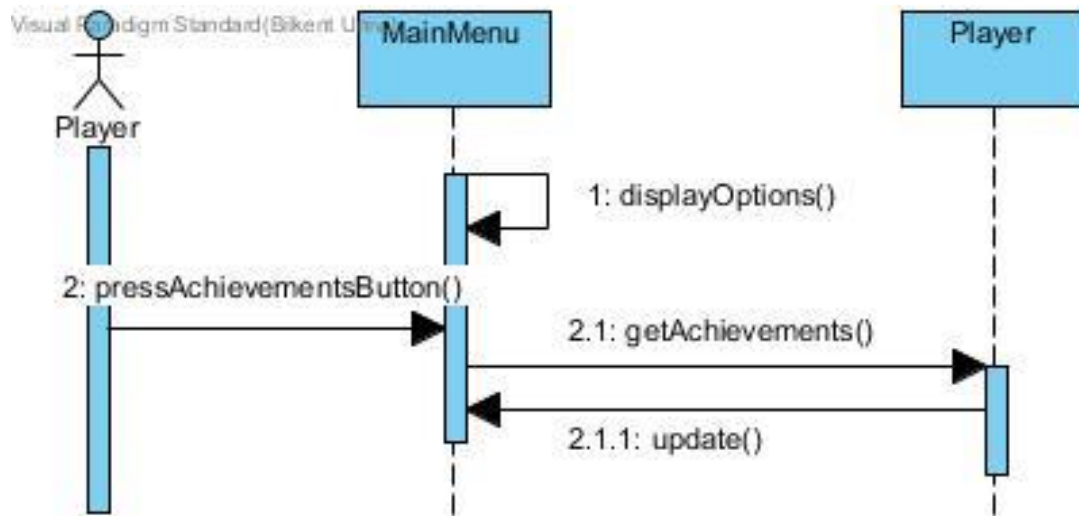 Visual Paradigm Standard(Bilkent
MainMenu
Player
Player
1: displayOptions()
2: pressAchievementsButton()
2.1: getAchievements()
2.1.1: update()